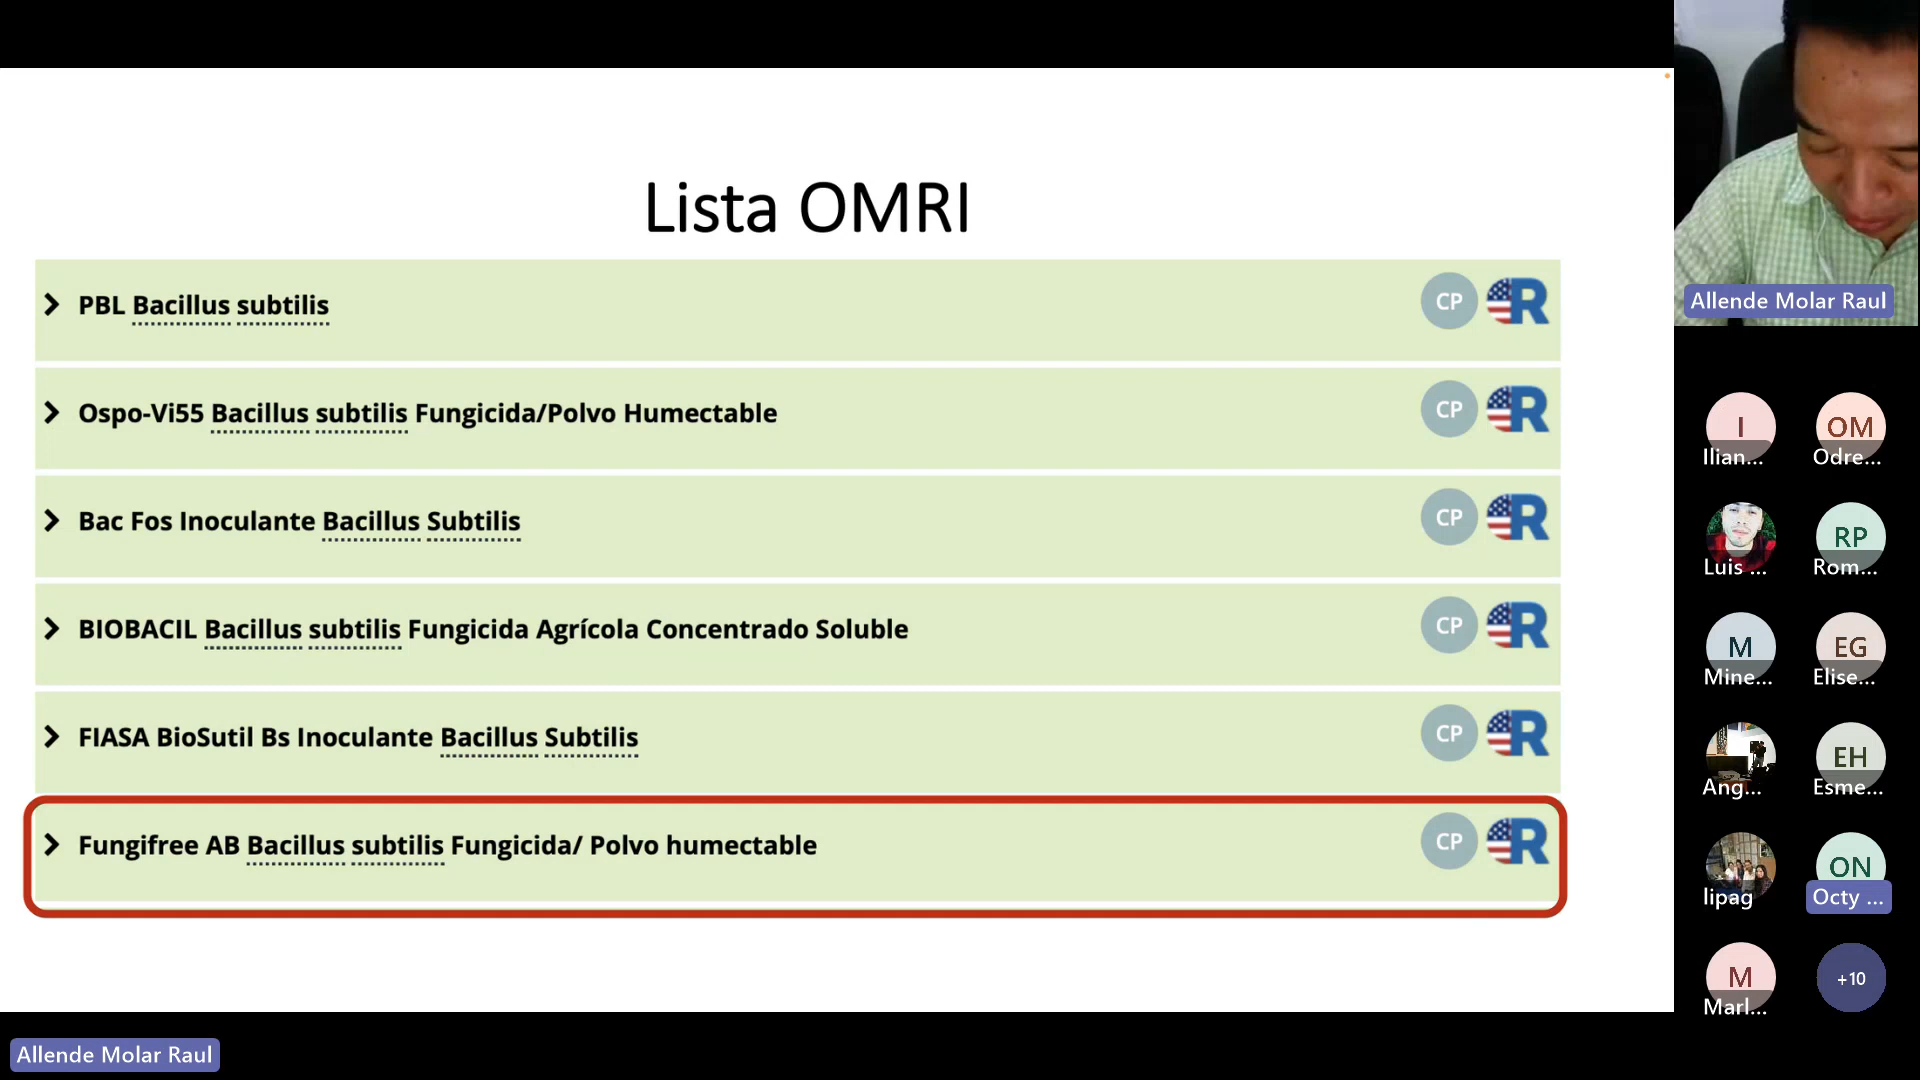 Lista OMRI
PBL Bacillus subtilis
CP R
Ospo-Vi55 Bacillus subtilis Fungicida/Polvo Humectable
CP R
Bac Fos Inoculante Bacillus Subtilis
CP R
BIOBACIL Bacillus subtilis Fungicida Agrícola Concentrado Soluble
CP R
FIASA BioSutil Bs Inoculante Bacillus Subtilis
CP R
Fungifree AB Bacillus subtilis Fungicida/ Polvo humectable
CP R
Allende Molar Raul
Allende Molar Raul
I
Ilian...
OM
Odre...
Luis ...
RP
Rom...
M
Mine...
EG
Elise...
Ang...
EH
Esme...
lipag
ON
Octy ...
M
Marl...
+10